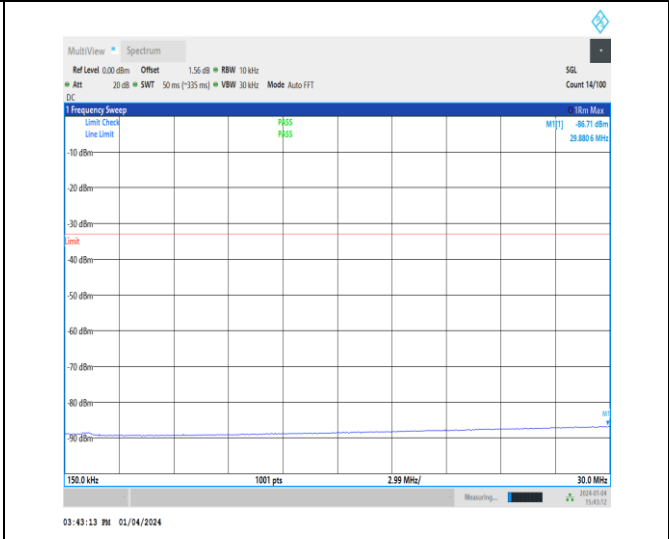 MultiView Spectrum
Ref Level 0.00 dBm Offset 1.56 dB RBW 10 kHz SGL
Att 20 dB SWT 50 ms (~335 ms) VBW 30 kHz Mode Auto FFT Count 14/100
DC
1 Frequency Sweep 1Rm Max
Limit Check PASS M1[1] -86.71 dBm
Line Limit PASS 29.880 6 MHz
-10 dBm
-20 dBm
-30 dBm
Limit
-40 dBm
-50 dBm
-60 dBm
-70 dBm
-80 dBm
M1
-90 dBm
150.0 kHz 1001 pts 2.99 MHz/ 30.0 MHz
Measuring... 2024-01-04
15:43:12
03:43:13 PM 01/04/2024